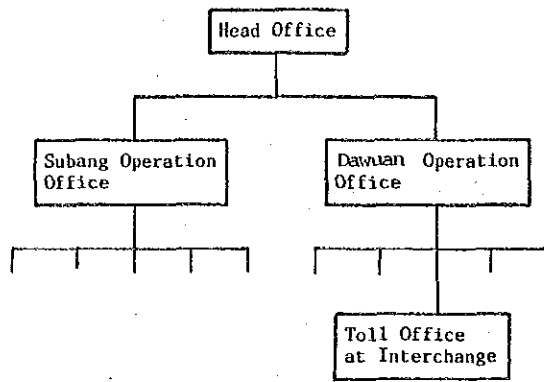 Head Office
Subang Operation
Office
Dawuan Operation
Office
Toll Office
at Interchange